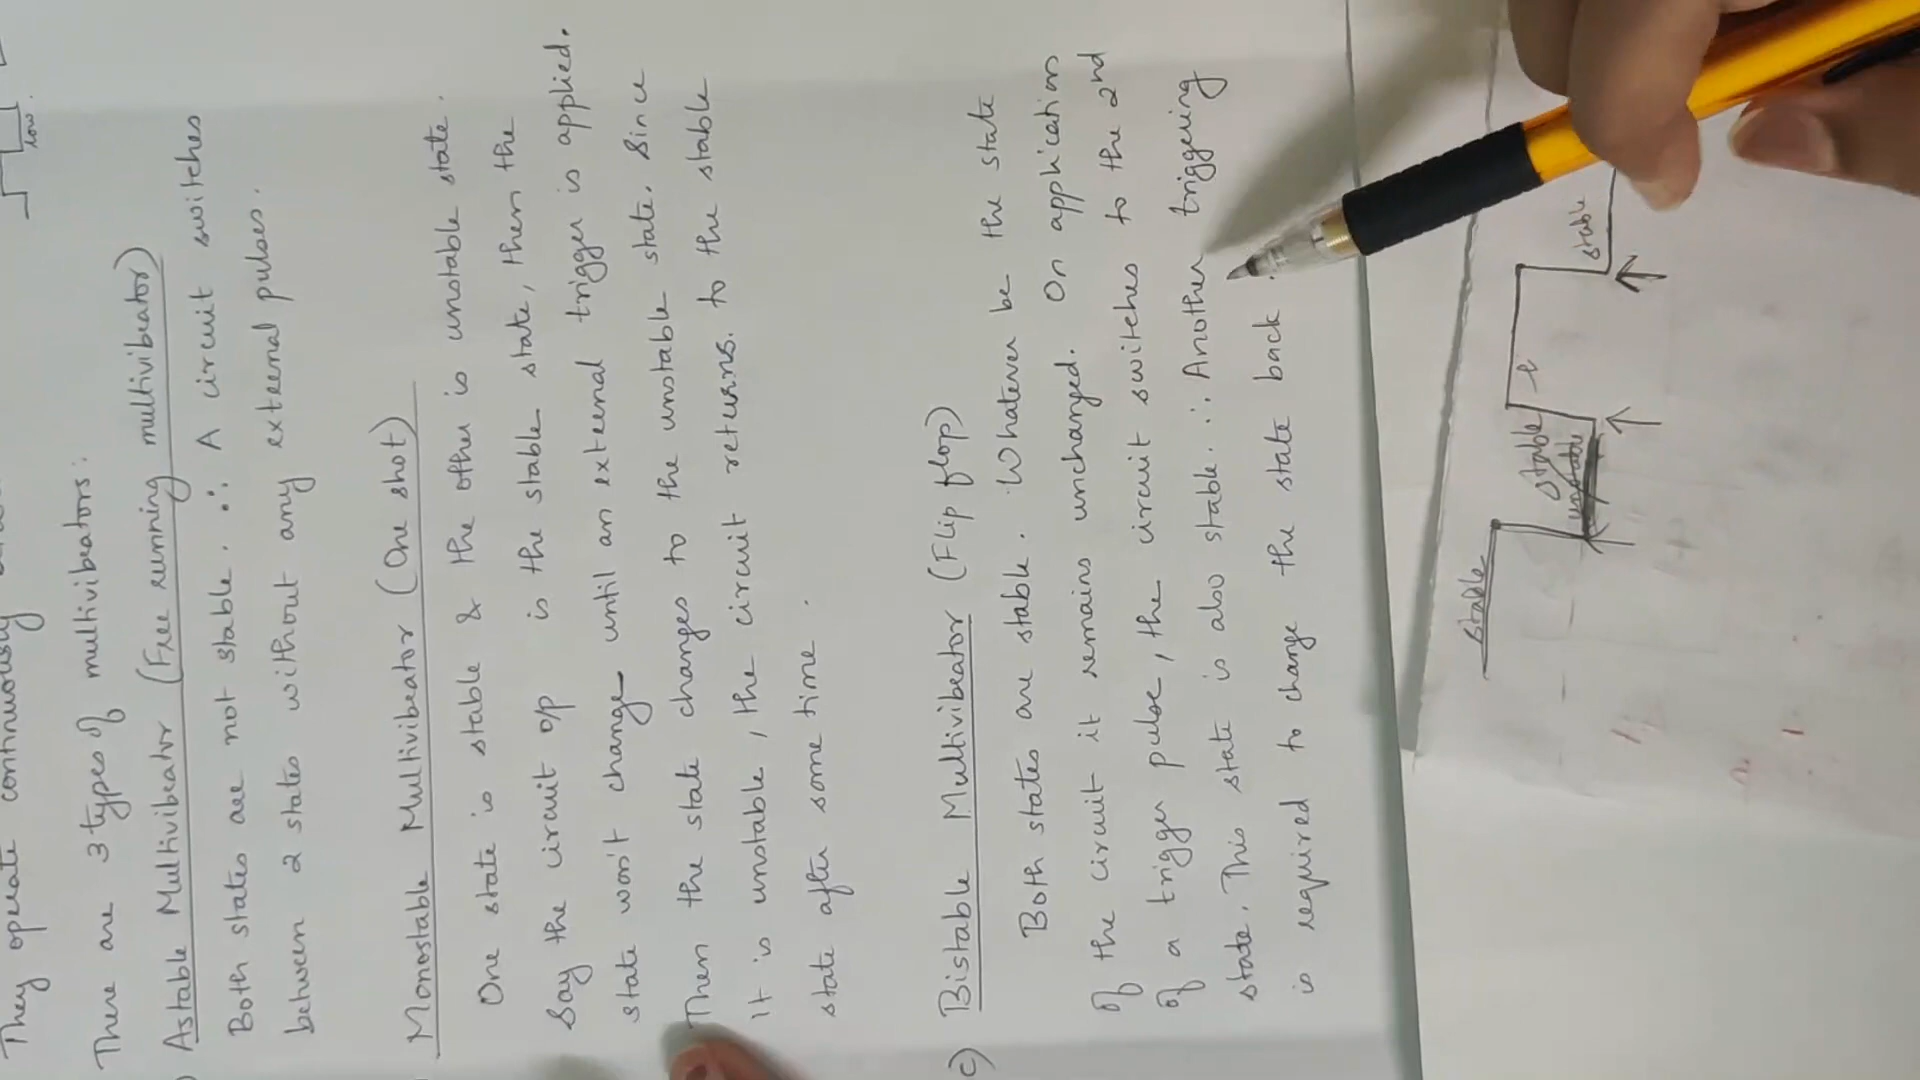 low.
They operate continuously
There are 3 types of multivibrators:
) Astable Multivibrator (Free running multivibrator)
Both states are not stable. ∴ A circuit switches
between 2 states without any external pulses.
Monostable Multivibrator (One shot)
One state is stable & the other is unstable state.
Say the circuit o/p is the stable state, then the
state won't change until an external trigger is applied.
Then the state changes to the unstable state. Since
it is unstable, the circuit returns. to the stable
state after some time.
c) Bistable Multivibrator (Flip flop)
Both states are stable. Whatever be the state
of the circuit it remains unchanged. On application
of a trigger pulse, the circuit switches to the 2nd
state. This state is also stable. ∴ Another triggering
is required to change the state back.
stable
stable
unstable
stable